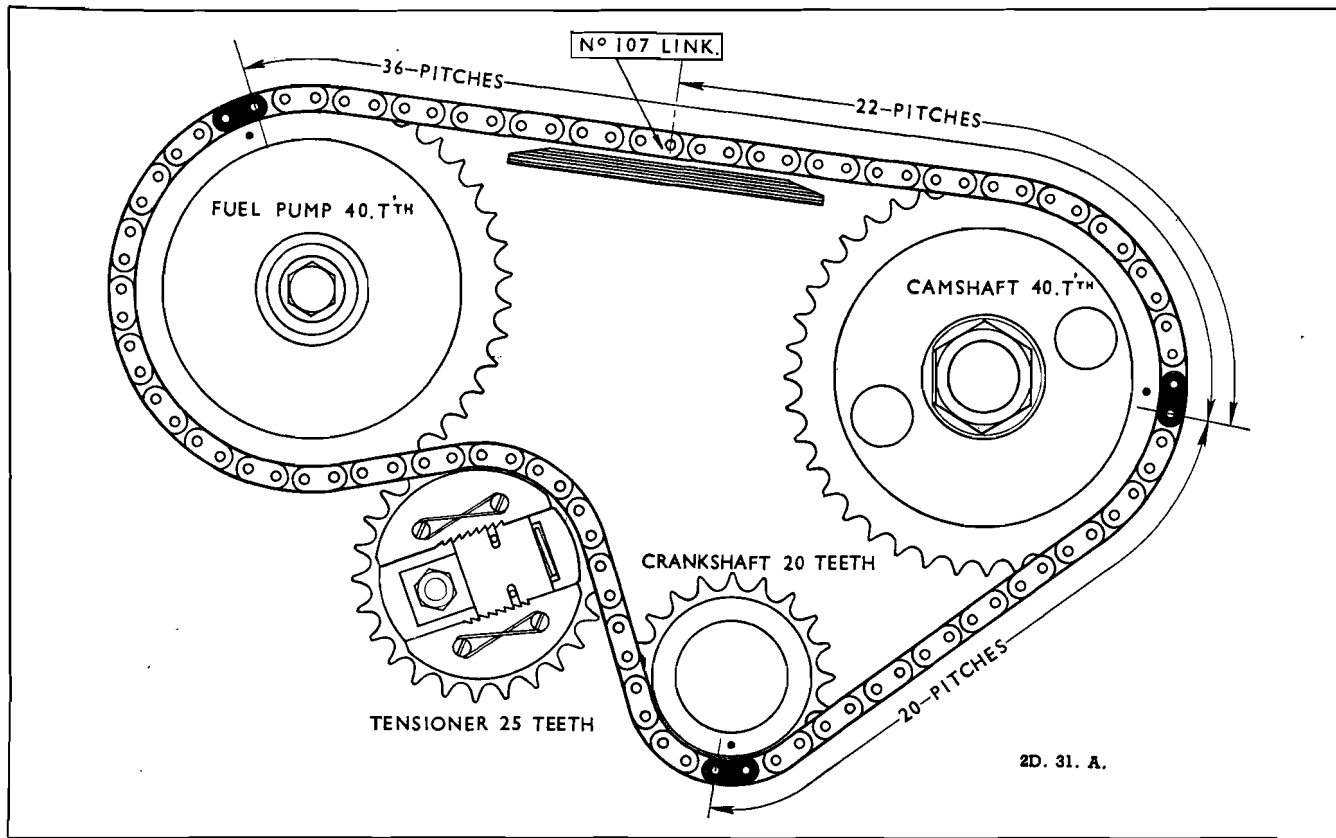 Nº 107 LINK.
36-PITCHES
22-PITCHES
FUEL PUMP 40.T'TH
CAMSHAFT 40.T'TH
CRANKSHAFT 20 TEETH
20-PITCHES
TENSIONER 25 TEETH
2D. 31. A.